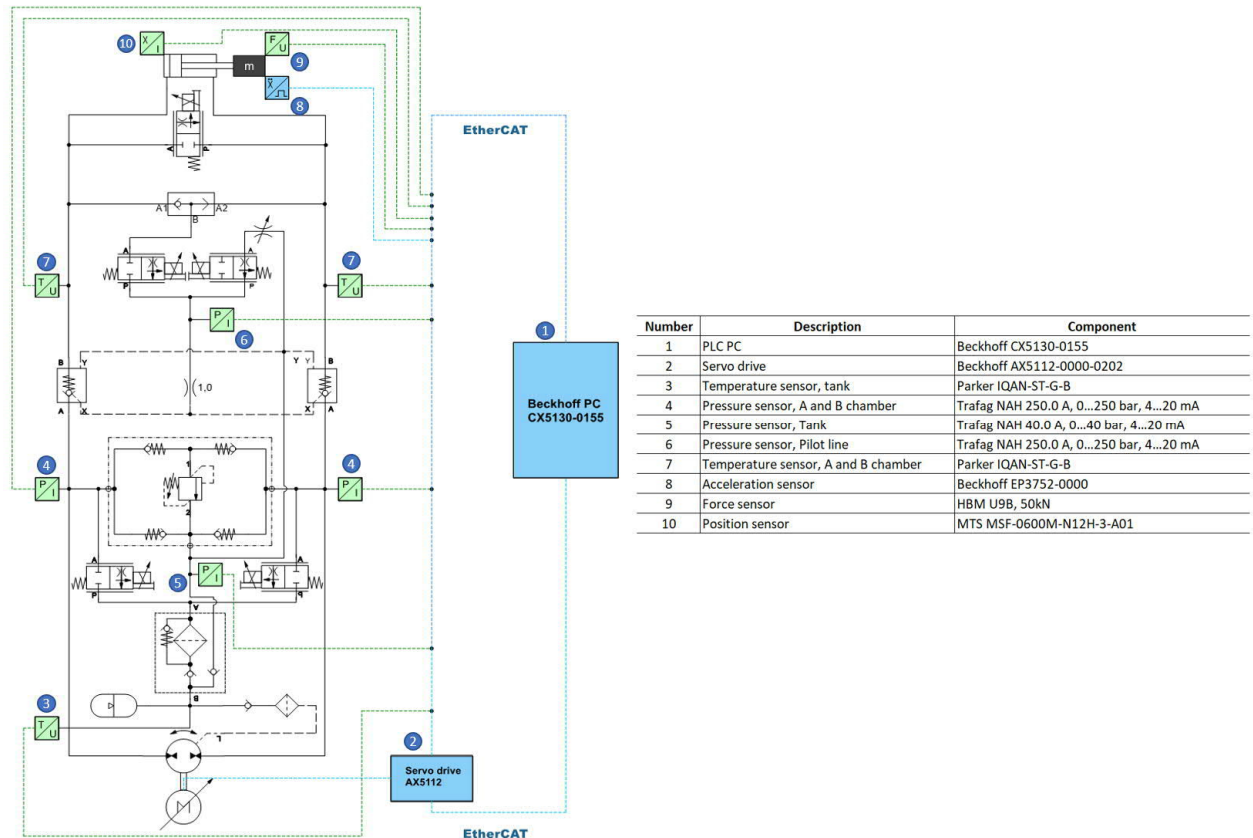 10
X
I
F
U
9
m
Ẍ
8
EtherCAT
A
P
A1
A2
B
7
T
U
A
A
P
P
7
T
U
P
I
6
1
B
Y
Y
Y
B
A
X
1,0
X
A
Beckhoff PC
CX5130-0155
4
P
I
1
2
4
P
I
A
P
5
P
I
A
P
A
B
3
T
U
L
M
2
Servo drive
AX5112
EtherCAT
Number Description Component
1 PLC PC Beckhoff CX5130-0155
2 Servo drive Beckhoff AX5112-0000-0202
3 Temperature sensor, tank Parker IQAN-ST-G-B
4 Pressure sensor, A and B chamber Trafag NAH 250.0 A, 0...250 bar, 4...20 mA
5 Pressure sensor, Tank Trafag NAH 40.0 A, 0...40 bar, 4...20 mA
6 Pressure sensor, Pilot line Trafag NAH 250.0 A, 0...250 bar, 4...20 mA
7 Temperature sensor, A and B chamber Parker IQAN-ST-G-B
8 Acceleration sensor Beckhoff EP3752-0000
9 Force sensor HBM U9B, 50kN
10 Position sensor MTS MSF-0600M-N12H-3-A01